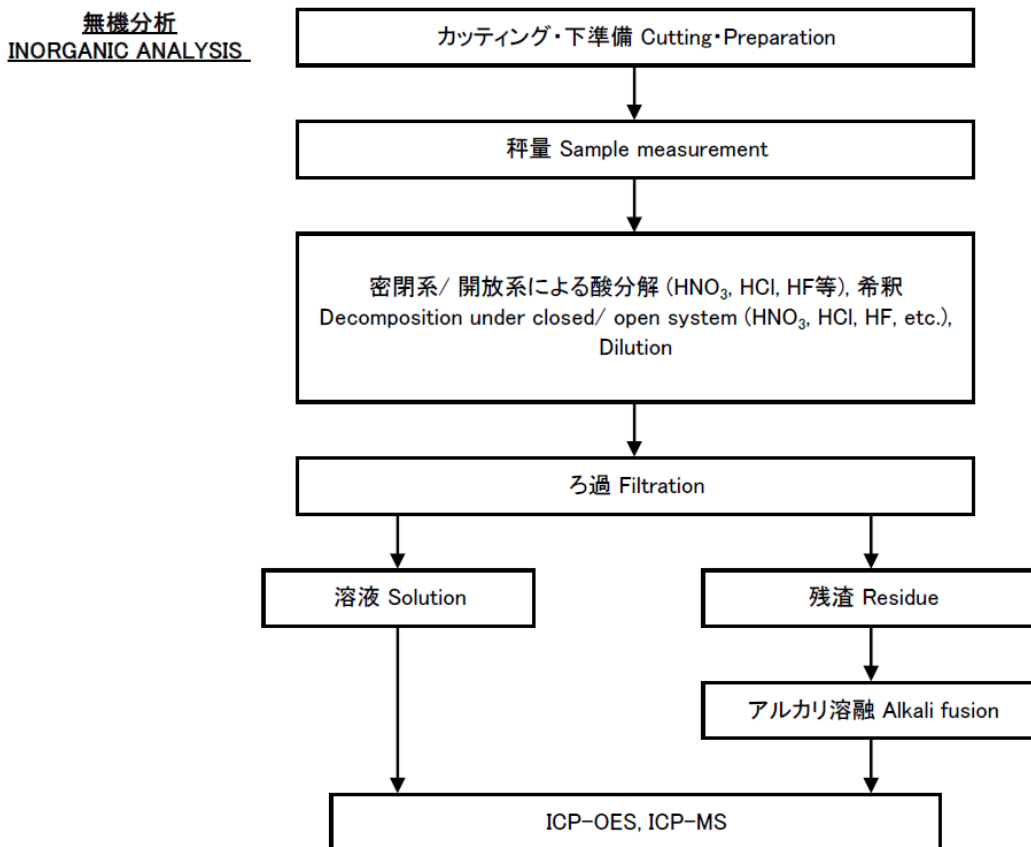 無機分析
INORGANIC ANALYSIS
カッティング・下準備 Cutting・Preparation
秤量 Sample measurement
密閉系/ 開放系による酸分解 (HNO₃, HCl, HF等), 希釈
Decomposition under closed/ open system (HNO₃, HCl, HF, etc.),
Dilution
ろ過 Filtration
溶液 Solution
残渣 Residue
アルカリ溶融 Alkali fusion
ICP-OES, ICP-MS